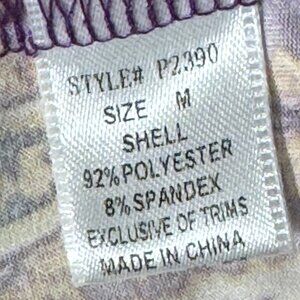 STYLE# P2390
SIZE M
SHELL
92% POLYESTER
8% SPANDEX
EXCLUSIVE OF TRIMS
MADE IN CHINA